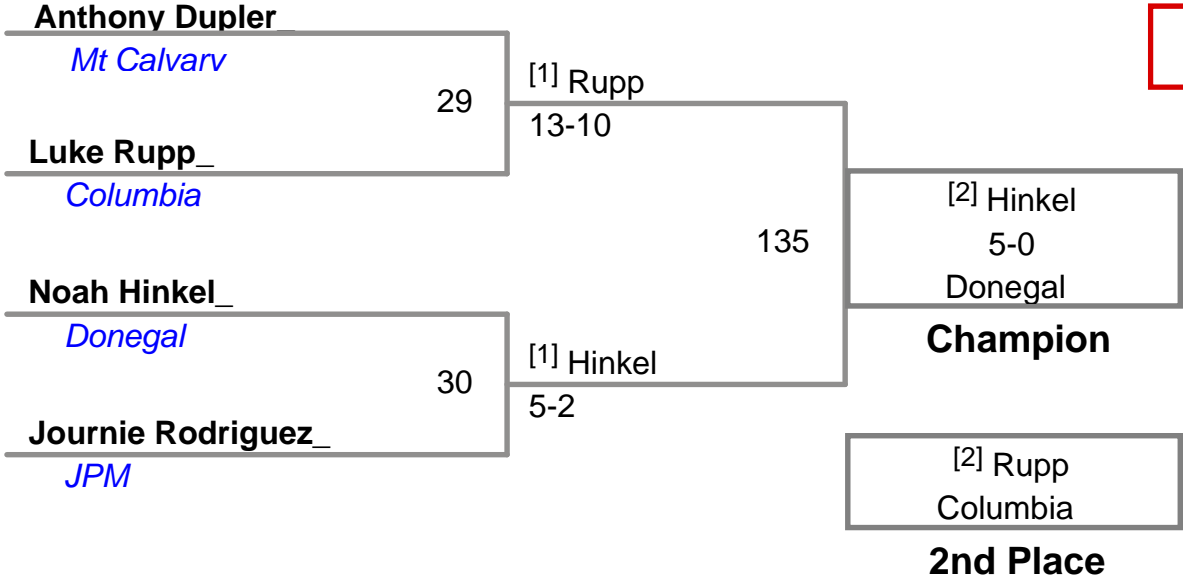 Anthony Dupler_
Mt Calvarv
29
[1] Rupp
13-10
Luke Rupp_
Columbia
135
[2] Hinkel
5-0
Donegal
Champion
Noah Hinkel_
Donegal
30
[1] Hinkel
5-2
Journie Rodriguez_
JPM
[2] Rupp
Columbia
2nd Place